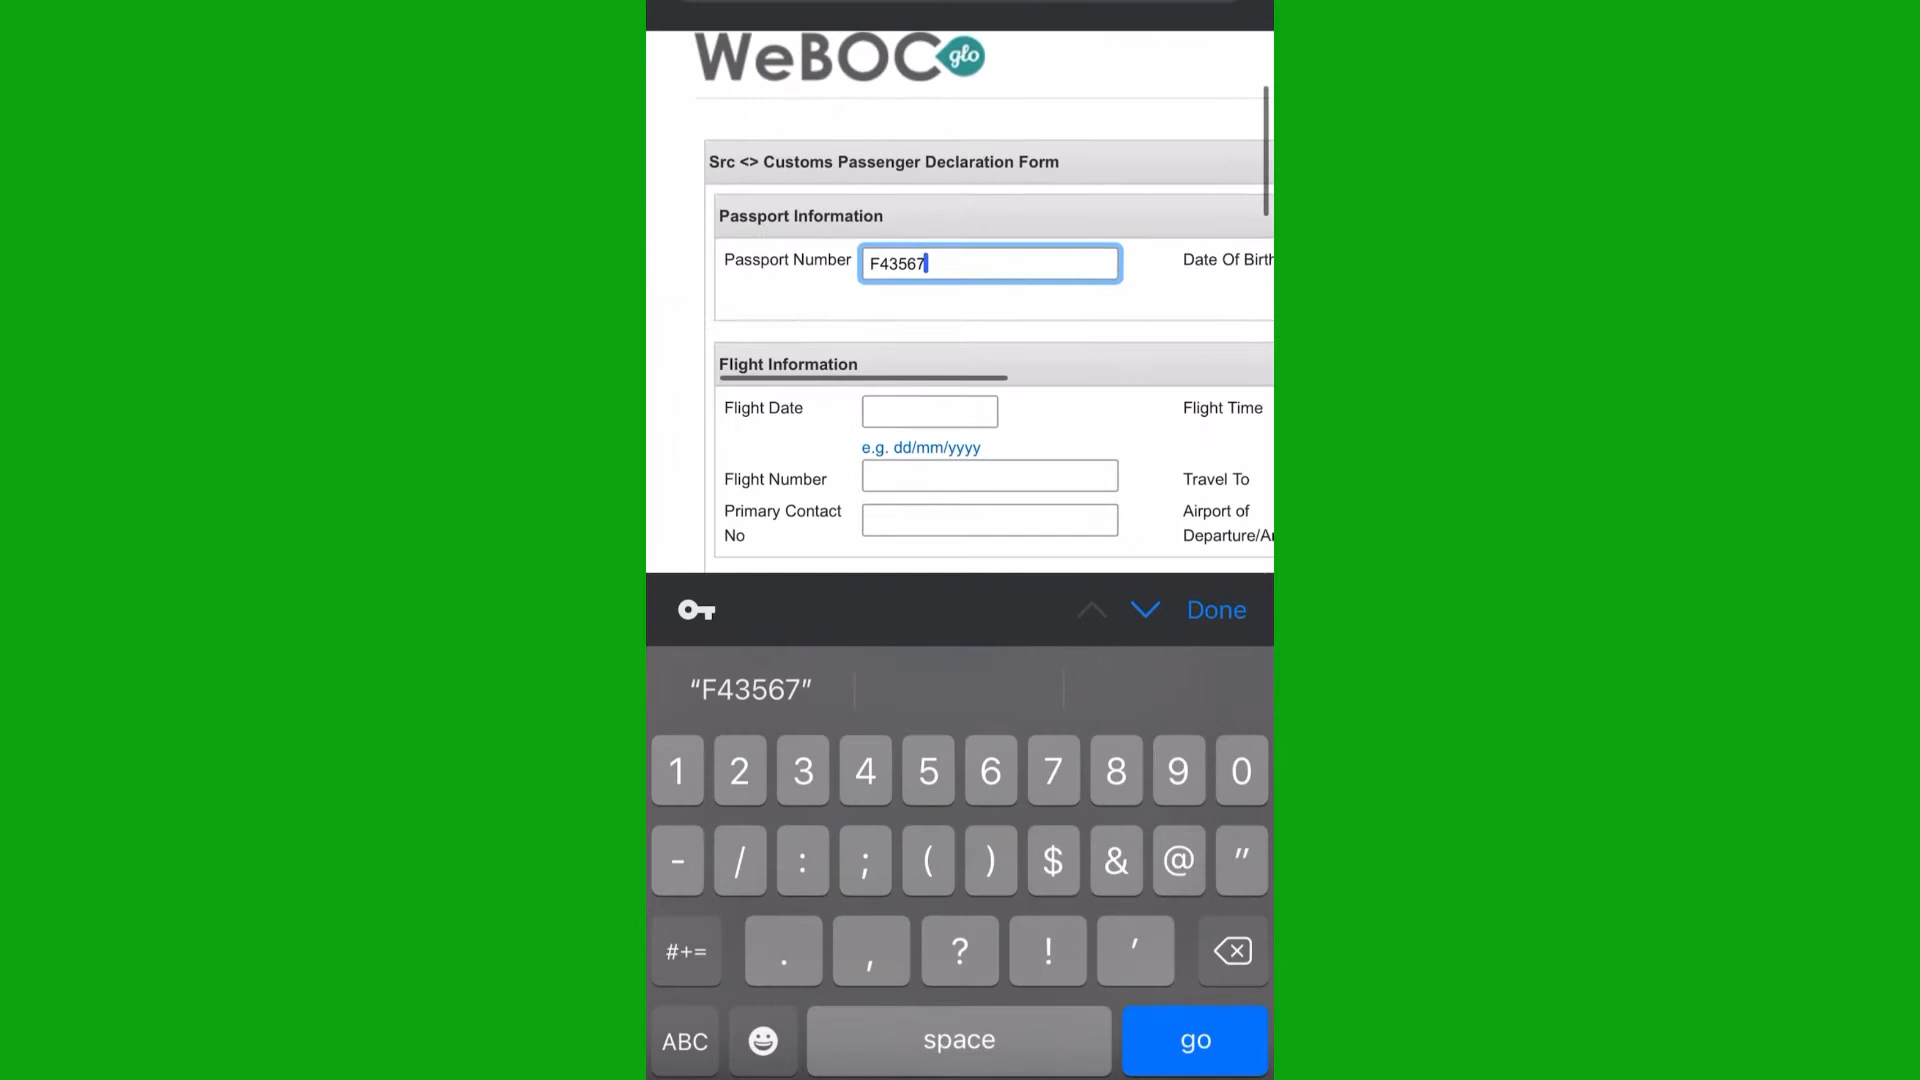 WeBOC glo
Src <> Customs Passenger Declaration Form
Passport Information
Passport Number F43567 Date Of Birth
Flight Information
Flight Date Flight Time
e.g. dd/mm/yyyy
Flight Number Travel To
Primary Contact No Airport of Departure/A
Done
“F43567”
1 2 3 4 5 6 7 8 9 0
- / : ; ( ) $ & @ "
#+= . , ? ! '
ABC space go